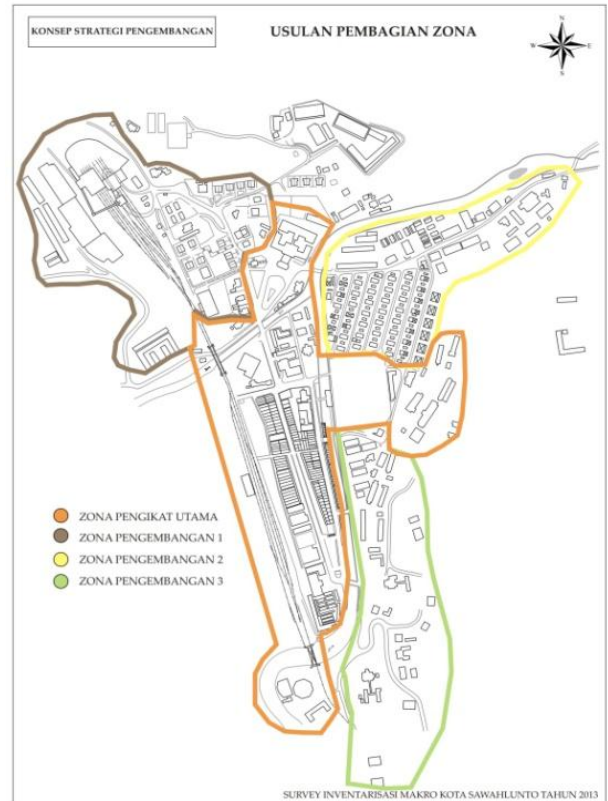 KONSEP STRATEGI PENGEMBANGAN
USULAN PEMBAGIAN ZONA
N
W E
S
ZONA PENGIKAT UTAMA
ZONA PENGEMBANGAN 1
ZONA PENGEMBANGAN 2
ZONA PENGEMBANGAN 3
SURVEY INVENTARISASI MAKRO KOTA SAWAHLUNTO TAHUN 2013